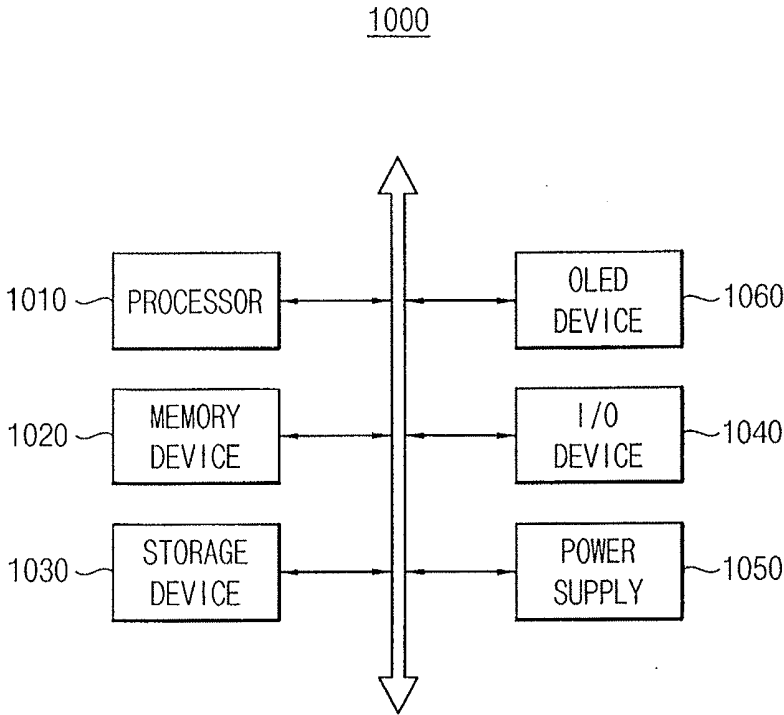 1000
1010
PROCESSOR
OLED
DEVICE
1060
1020
MEMORY
DEVICE
I/O
DEVICE
1040
1030
STORAGE
DEVICE
POWER
SUPPLY
1050